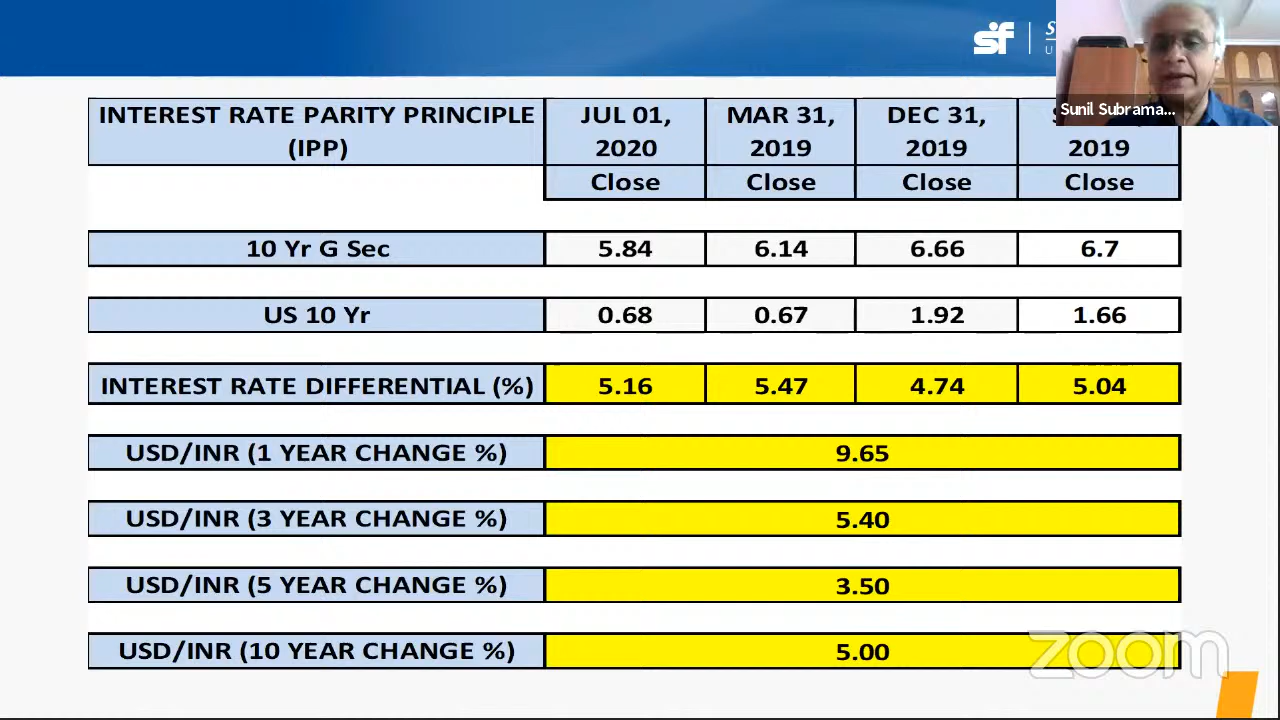 sf
S
U
Sunil Subrama...
INTEREST RATE PARITY PRINCIPLE
(IPP)
JUL 01,
2020
MAR 31,
2019
DEC 31,
2019
2019
Close
Close
Close
Close
10 Yr G Sec
5.84
6.14
6.66
6.7
US 10 Yr
0.68
0.67
1.92
1.66
INTEREST RATE DIFFERENTIAL (%)
5.16
5.47
4.74
5.04
USD/INR (1 YEAR CHANGE %)
9.65
USD/INR (3 YEAR CHANGE %)
5.40
USD/INR (5 YEAR CHANGE %)
3.50
USD/INR (10 YEAR CHANGE %)
5.00
zoom